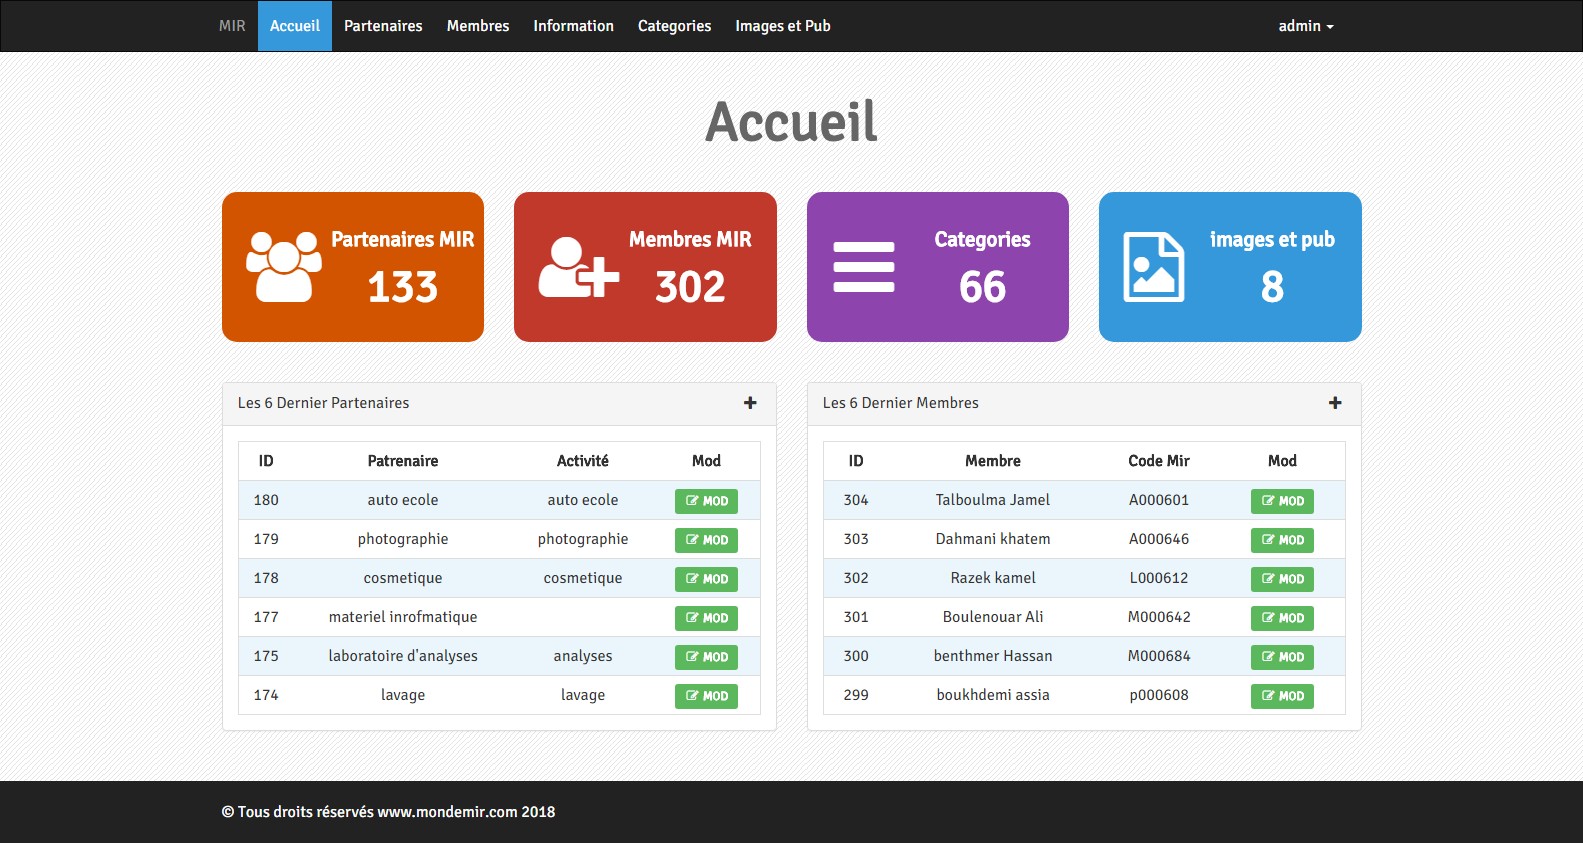 MIR Accueil Partenaires Membres Information Categories Images et Pub admin
Accueil
Partenaires MIR
133
Membres MIR
302
Categories
66
images et pub
8
Les 6 Dernier Partenaires
ID Patrenaire Activité Mod
180 auto ecole auto ecole MOD
179 photographie photographie MOD
178 cosmetique cosmetique MOD
177 materiel inrofmatique MOD
175 laboratoire d'analyses analyses MOD
174 lavage lavage MOD
Les 6 Dernier Membres
ID Membre Code Mir Mod
304 Talboulma Jamel A000601 MOD
303 Dahmani khatem A000646 MOD
302 Razek kamel L000612 MOD
301 Boulenouar Ali M000642 MOD
300 benthmer Hassan M000684 MOD
299 boukhdemi assia p000608 MOD
© Tous droits réservés www.mondemir.com 2018